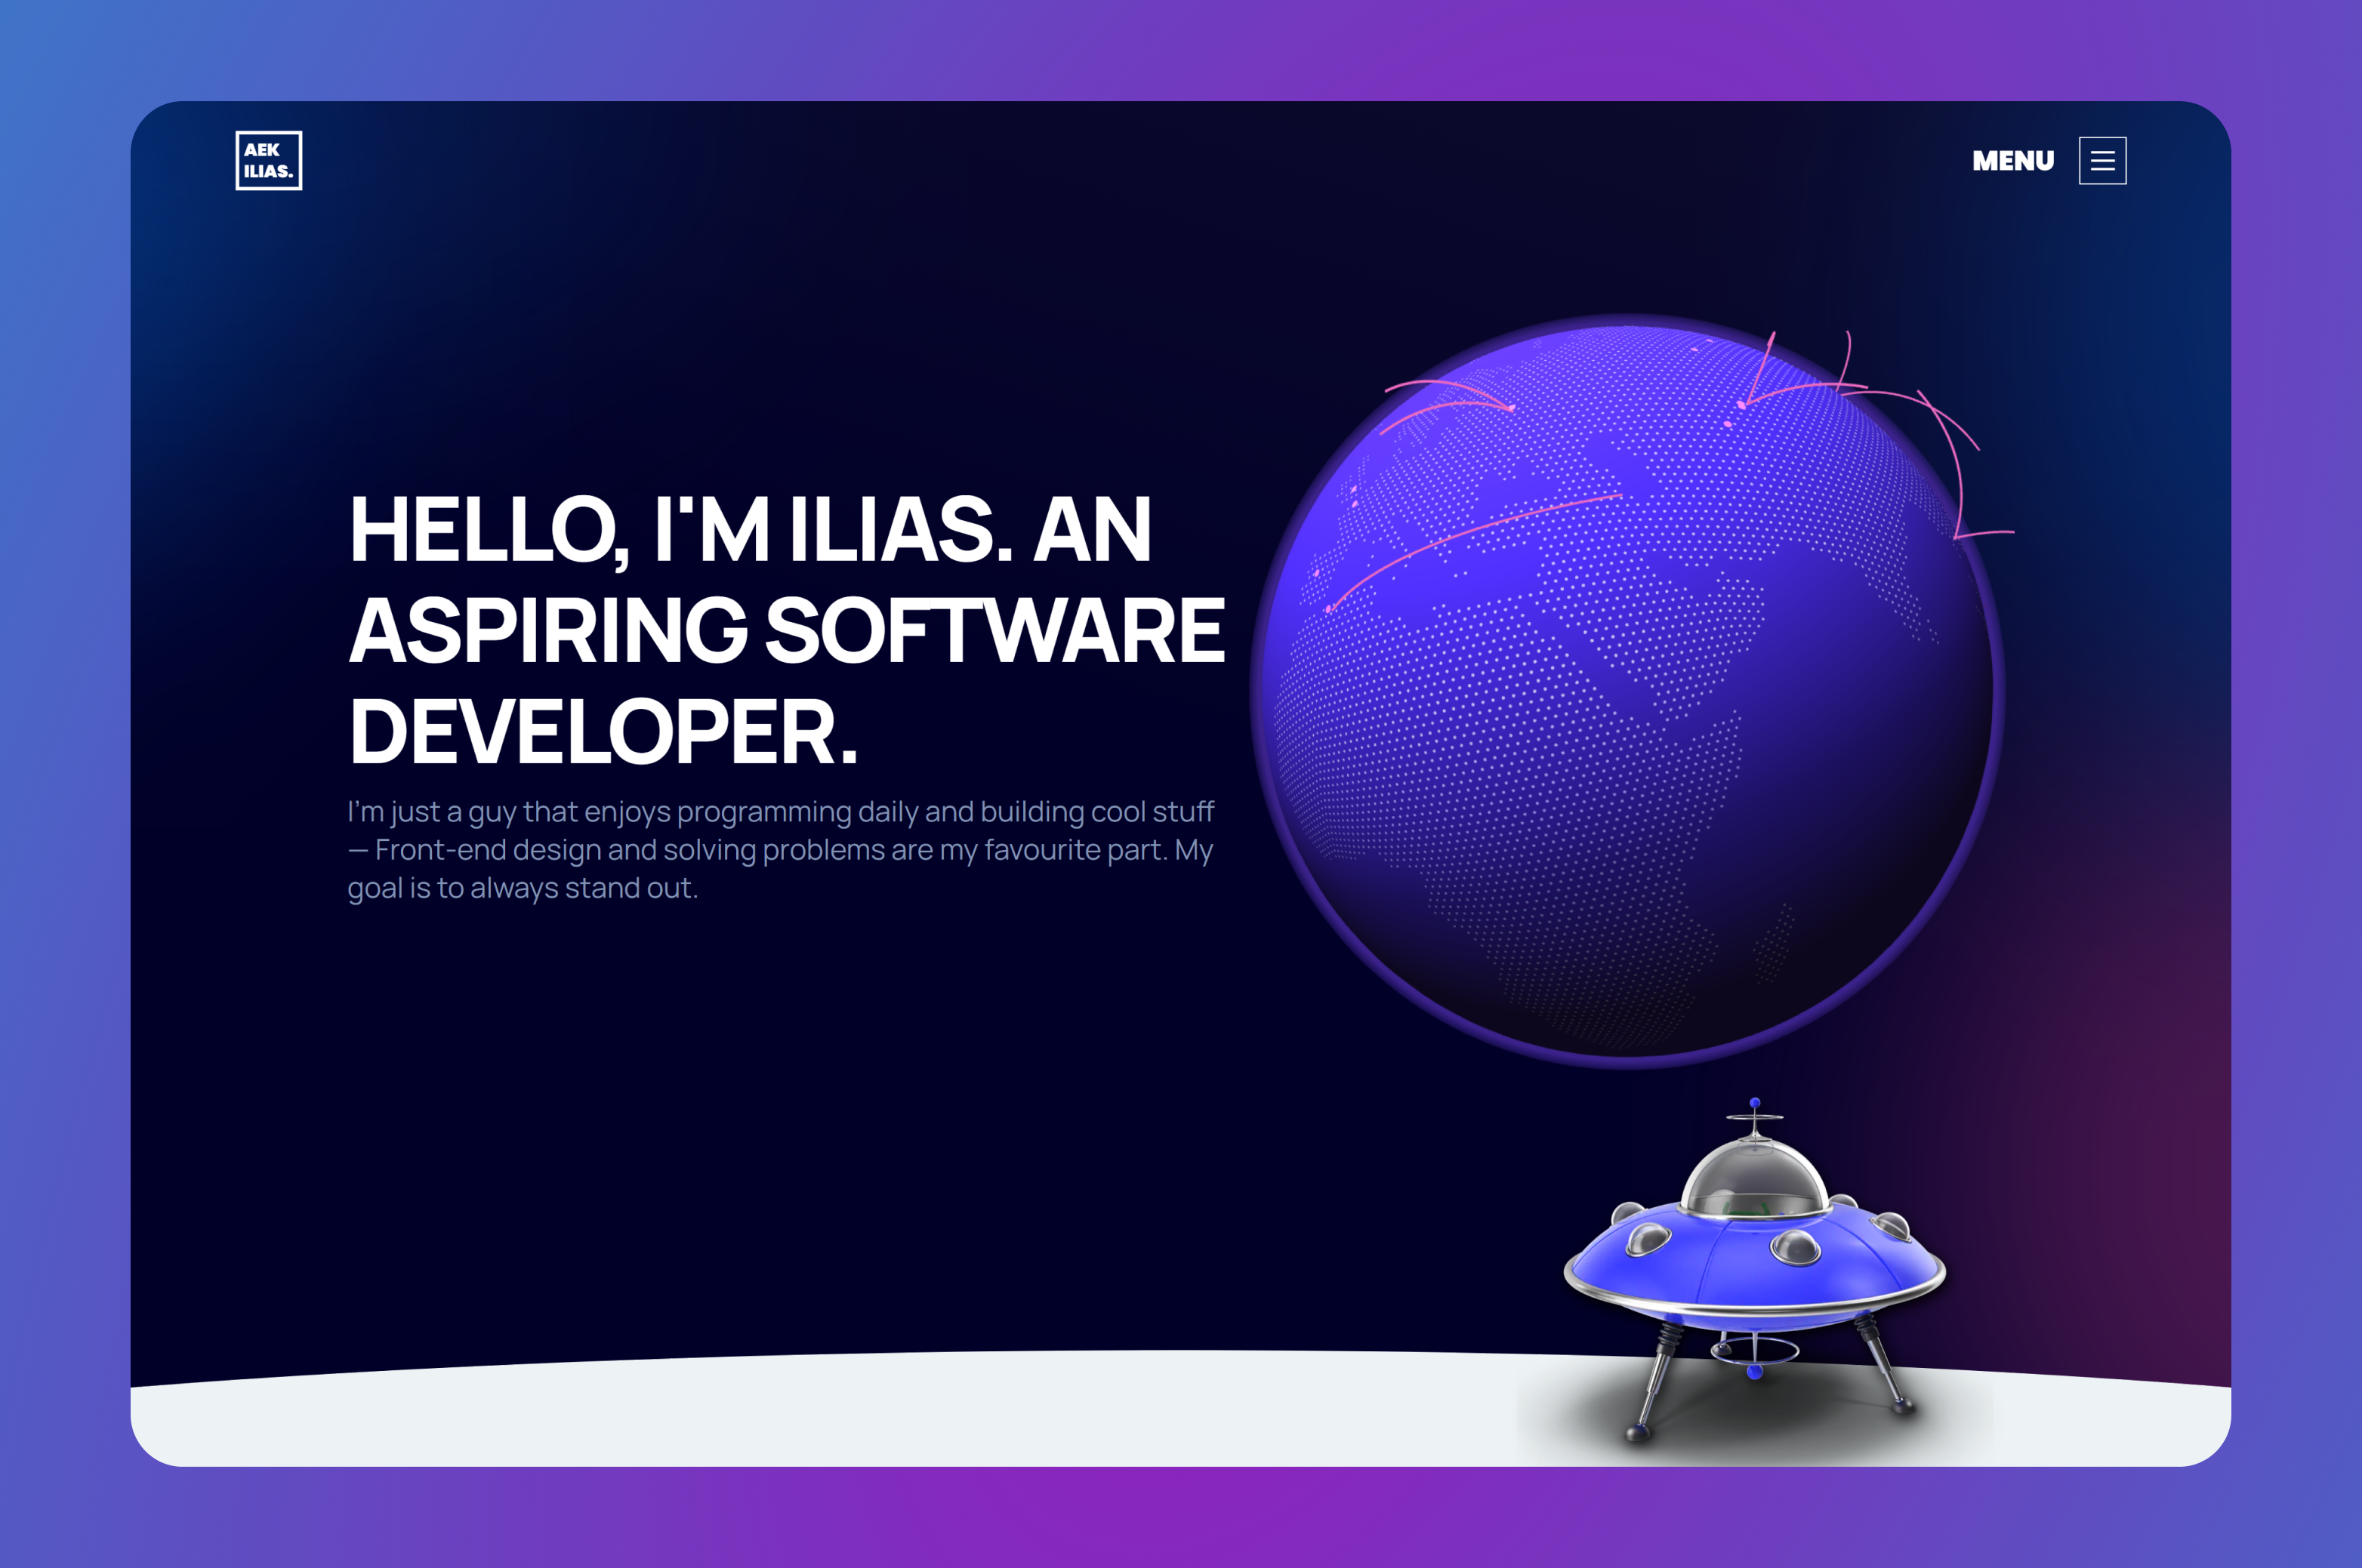 AEK
ILIAS.
MENU
HELLO, I'M ILIAS. AN
ASPIRING SOFTWARE
DEVELOPER.
I'm just a guy that enjoys programming daily and building cool stuff
— Front-end design and solving problems are my favourite part. My
goal is to always stand out.